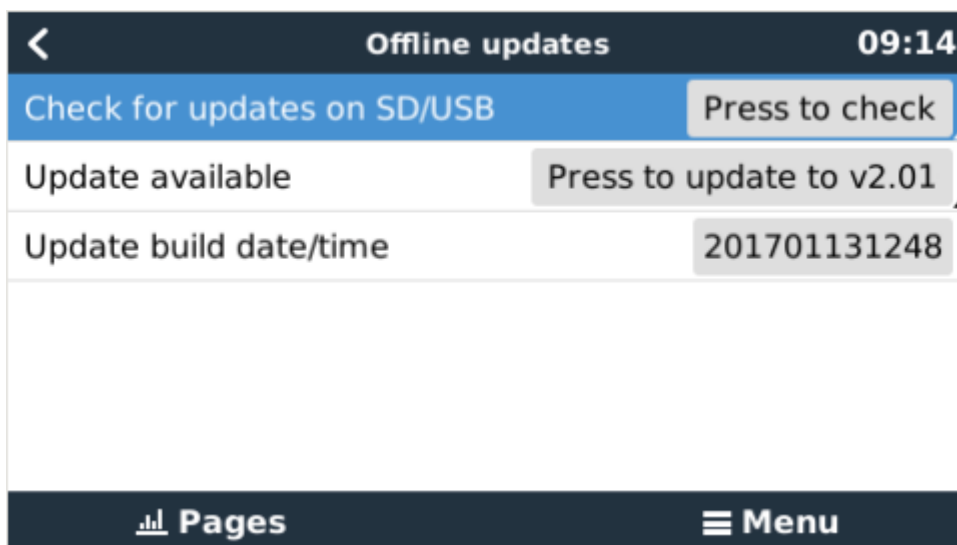 Offline updates 09:14
Check for updates on SD/USB Press to check
Update available Press to update to v2.01
Update build date/time 201701131248
Pages Menu